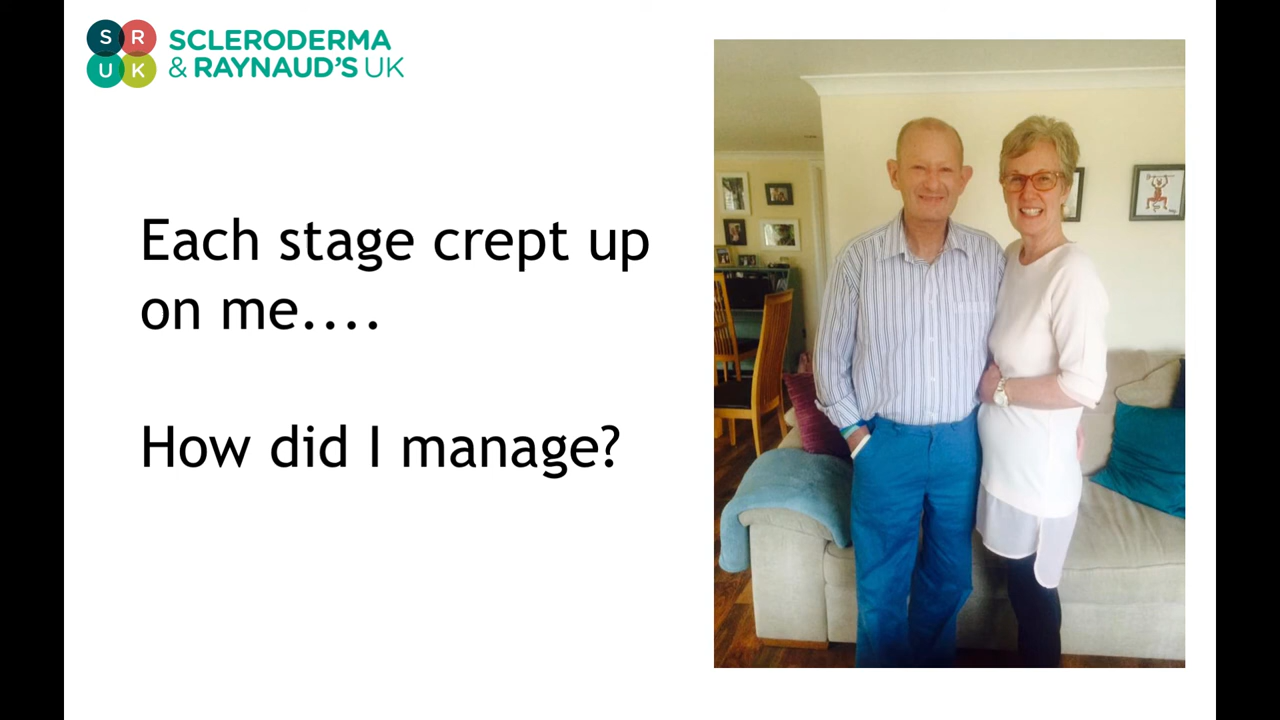 S R
U K
SCLERODERMA
& RAYNAUD'S UK
Each stage crept up
on me....
How did I manage?